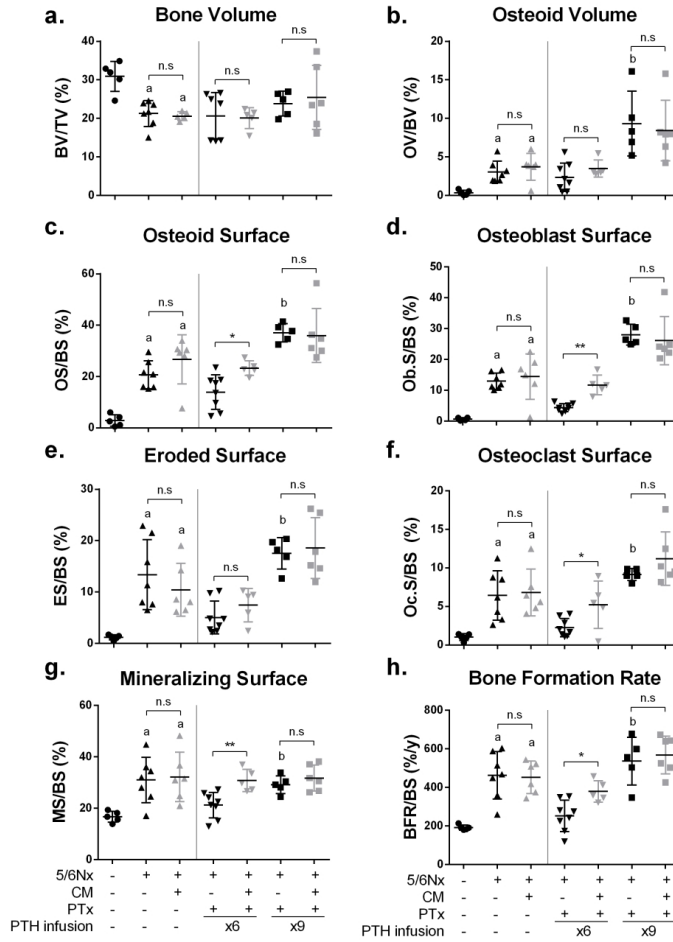 a.
Bone Volume
BV/TV (%)
40
30
20
10
0
a
a
n.s
n.s
n.s
b.
Osteoid Volume
OV/BV (%)
20
15
10
5
0
a
a
n.s
n.s
b
n.s
c.
Osteoid Surface
OS/BS (%)
60
40
20
0
a
a
n.s
*
b
n.s
d.
Osteoblast Surface
Ob.S/BS (%)
50
40
30
20
10
0
a
a
n.s
**
b
n.s
e.
Eroded Surface
ES/BS (%)
30
20
10
0
a
a
n.s
n.s
b
n.s
f.
Osteoclast Surface
Oc.S/BS (%)
20
15
10
5
0
a
a
n.s
*
b
n.s
g.
Mineralizing Surface
MS/BS (%)
60
40
20
0
a
a
n.s
**
b
n.s
h.
Bone Formation Rate
BFR/BS (%/y)
800
600
400
200
0
a
a
n.s
*
b
n.s
5/6Nx - + + + + + +
CM - - + - + - +
PTx - - - + + + +
PTH infusion - - - x6 x9
- + + + + + +
- - + - + - +
- - - + + + +
- - - x6 x9